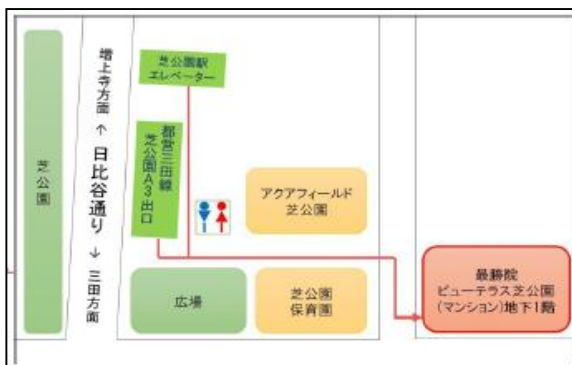 芝公園
増上寺方面
↑
日比谷通り
↓
三田方面
芝公園駅
エレベーター
都営三田線
芝公園A3出口
アクアフィールド
芝公園
広場
芝公園
保育園
最勝院
ビューテラス芝公園
(マンション)地下1階